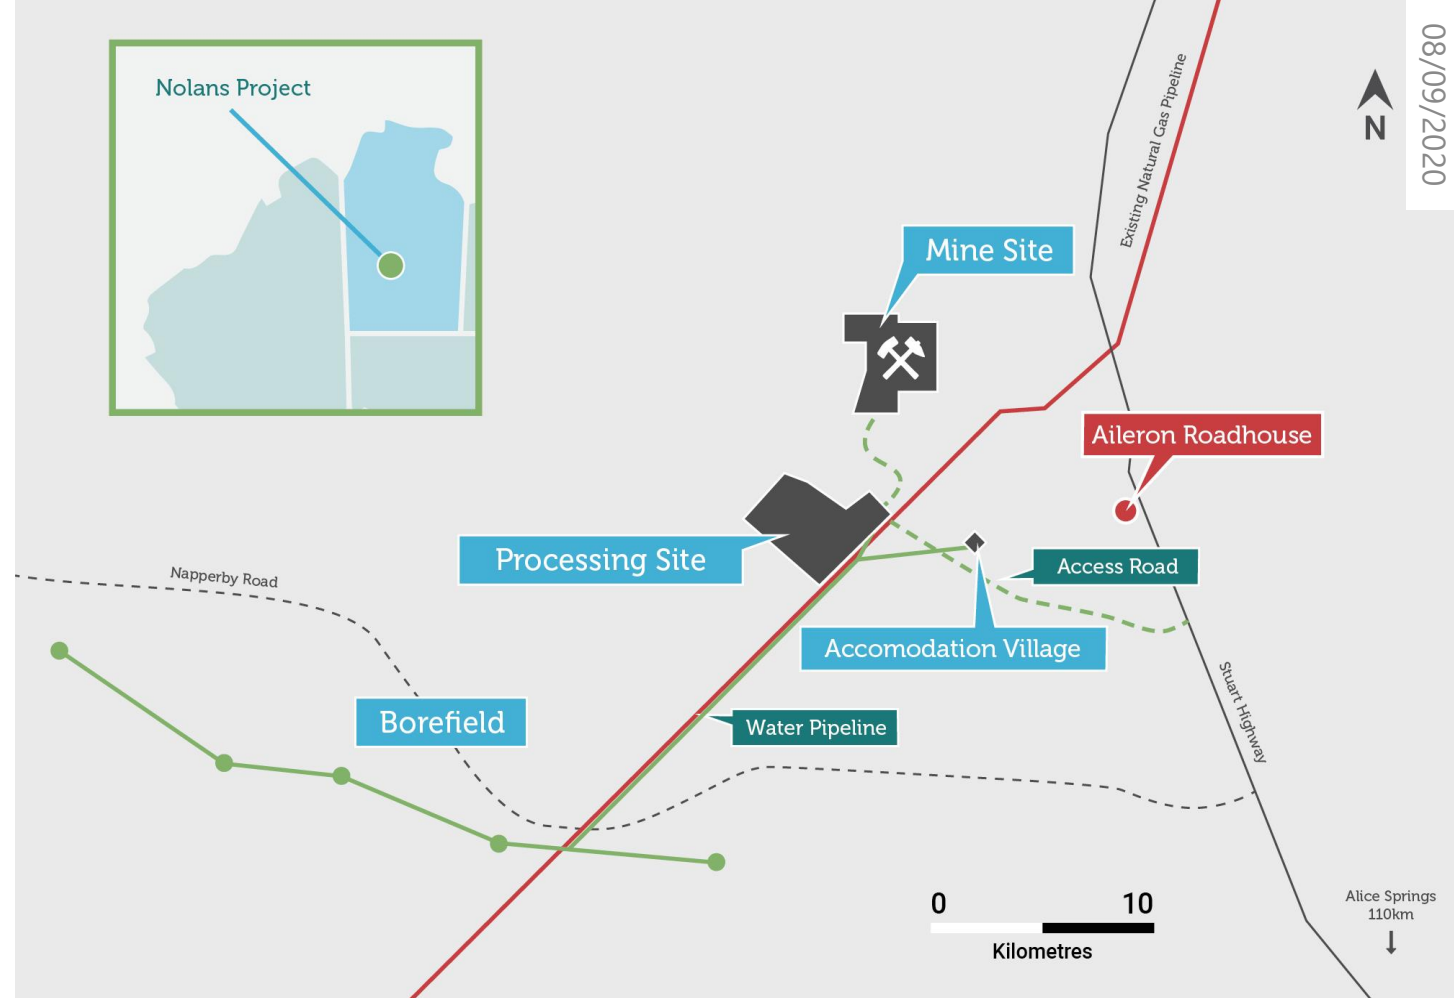 08/09/2020
Nolans Project
N
Existing Natural Gas Pipeline
Mine Site
Aileron Roadhouse
Processing Site
Access Road
Napperby Road
Accomodation Village
Stuart Highway
Borefield
Water Pipeline
0 10
Kilometres
Alice Springs
110km